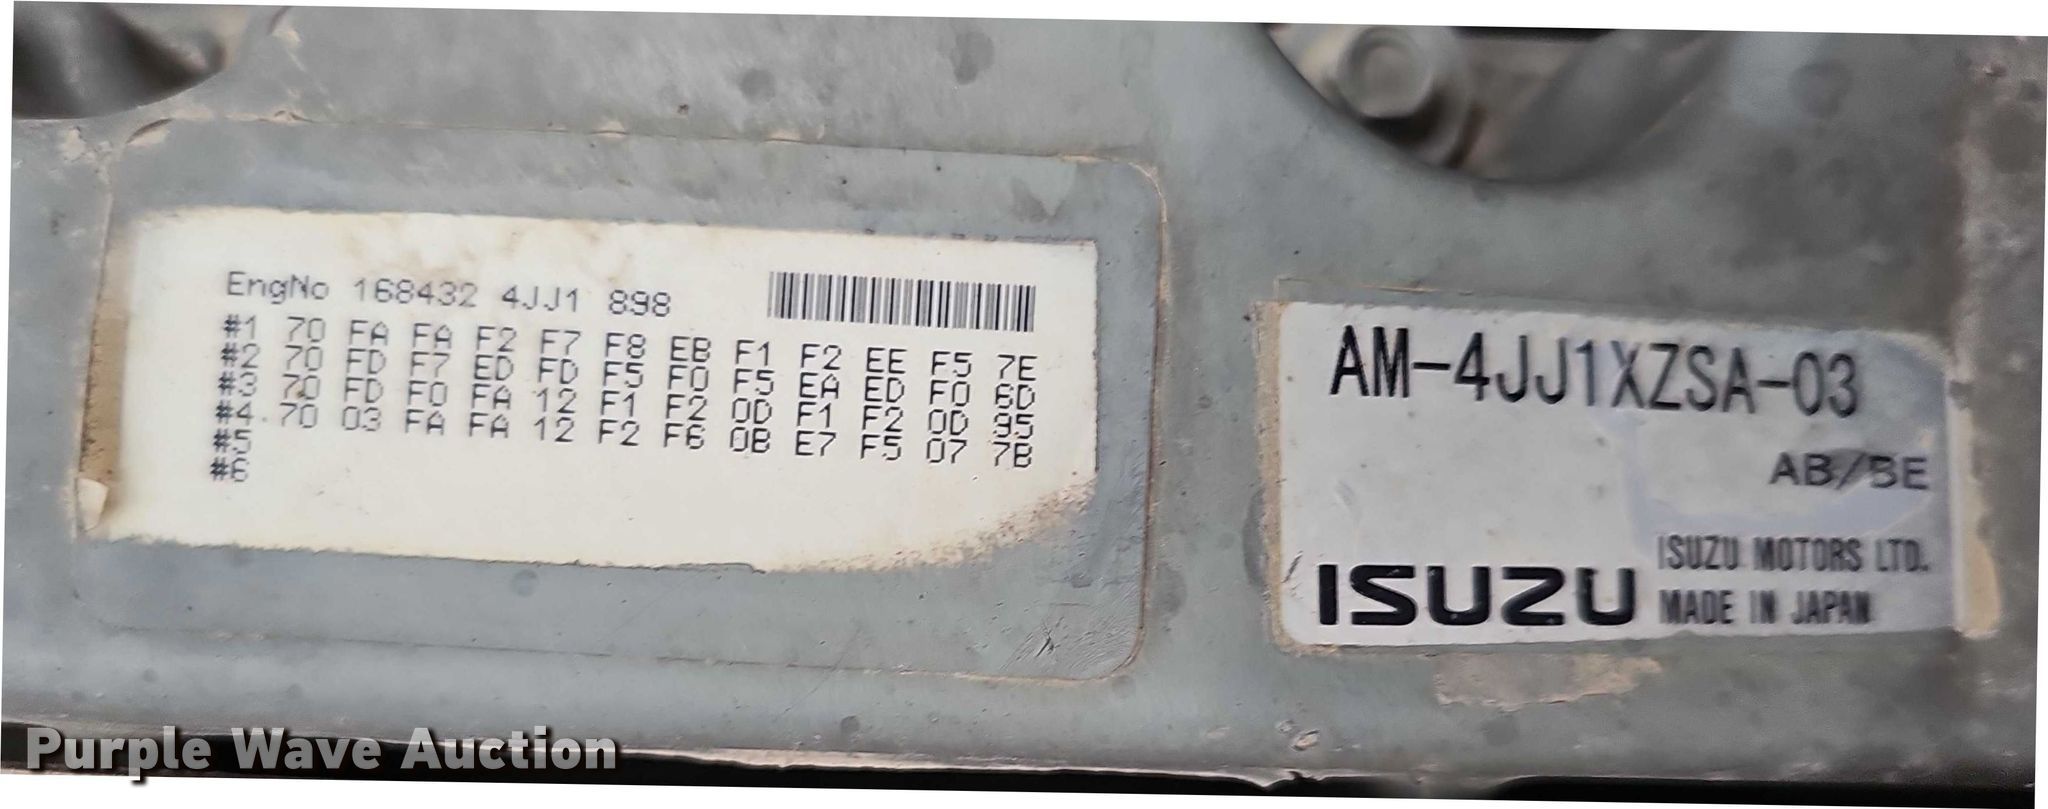 EngNo 168432 4JJ1 898
#1 70 FA FA F2 F7 F8 EB F1 F2 EE F5 7E
#2 70 FD F7 ED FD F5 F0 F5 EA ED F0 6D
#3 70 FD F0 FA 12 F1 F2 0D F1 F2 0D 95
#4 70 03 FA FA 12 F2 F6 0B E7 F5 07 7B
#5
#6
AM-4JJ1XZSA-03
AB/BE
ISUZU
ISUZU MOTORS LTD.
MADE IN JAPAN
Purple Wave Auction